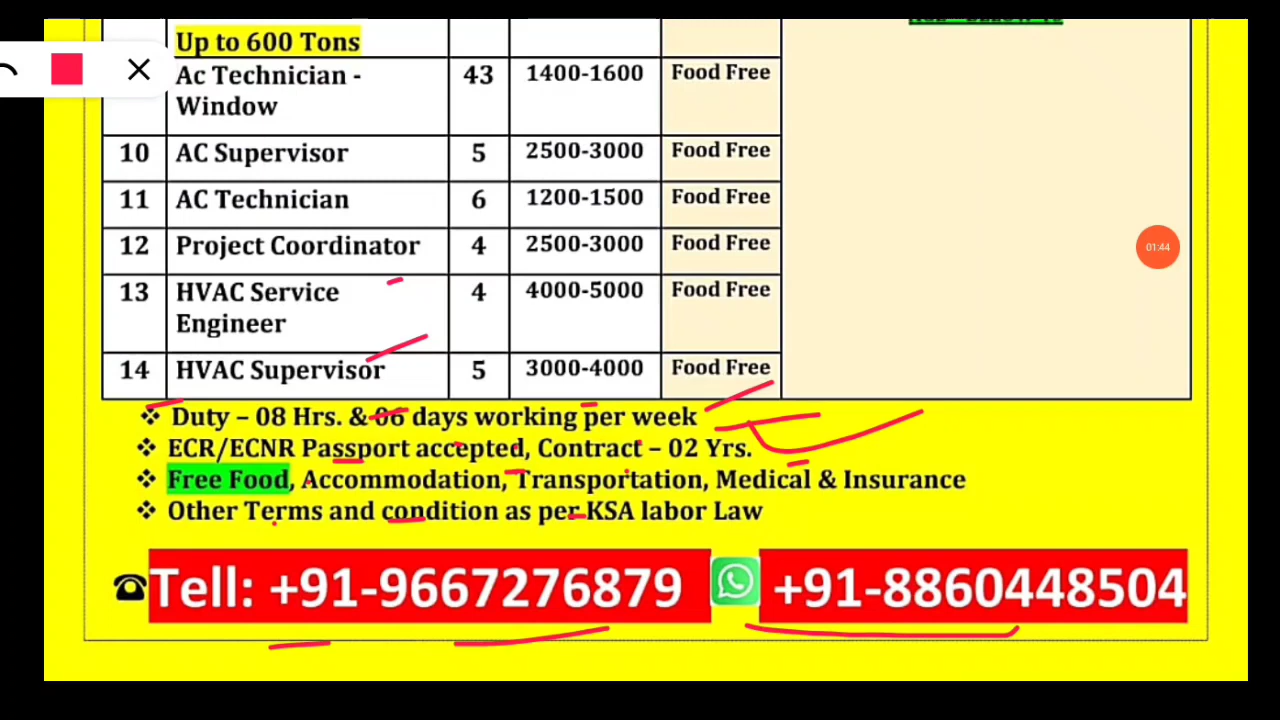 Up to 600 Tons
Ac Technician - Window 43 1400-1600 Food Free
10 AC Supervisor 5 2500-3000 Food Free
11 AC Technician 6 1200-1500 Food Free
12 Project Coordinator 4 2500-3000 Food Free
13 HVAC Service Engineer 4 4000-5000 Food Free
14 HVAC Supervisor 5 3000-4000 Food Free
01:44
❖ Duty – 08 Hrs. & 06 days working per week
❖ ECR/ECNR Passport accepted, Contract – 02 Yrs.
❖ Free Food, Accommodation, Transportation, Medical & Insurance
❖ Other Terms and condition as per KSA labor Law
Tell: +91-9667276879 +91-8860448504